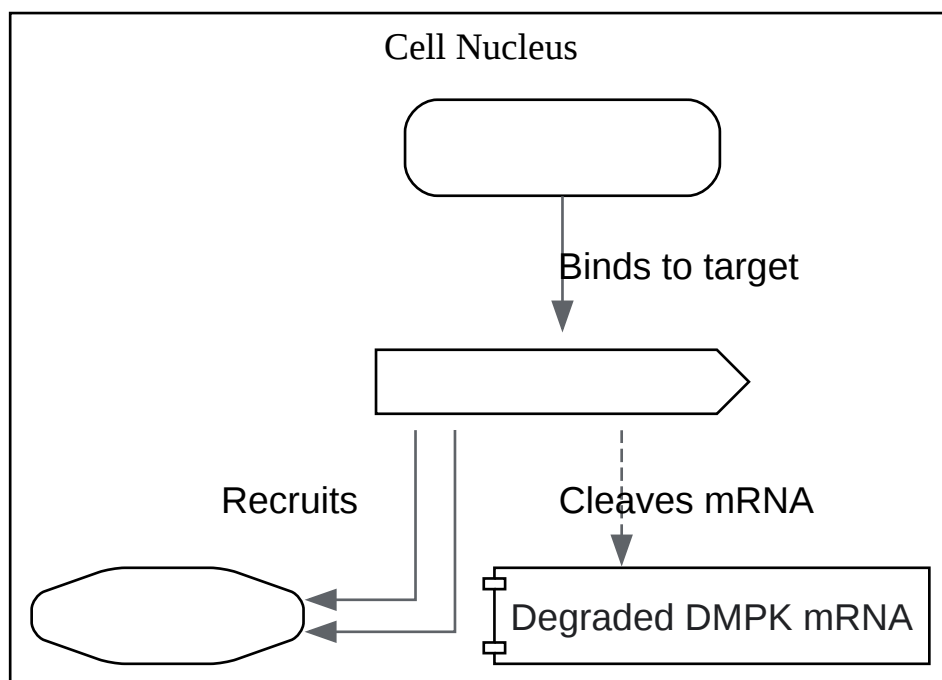 Cell Nucleus
Binds to target
Recruits
Cleaves mRNA
Degraded DMPK mRNA